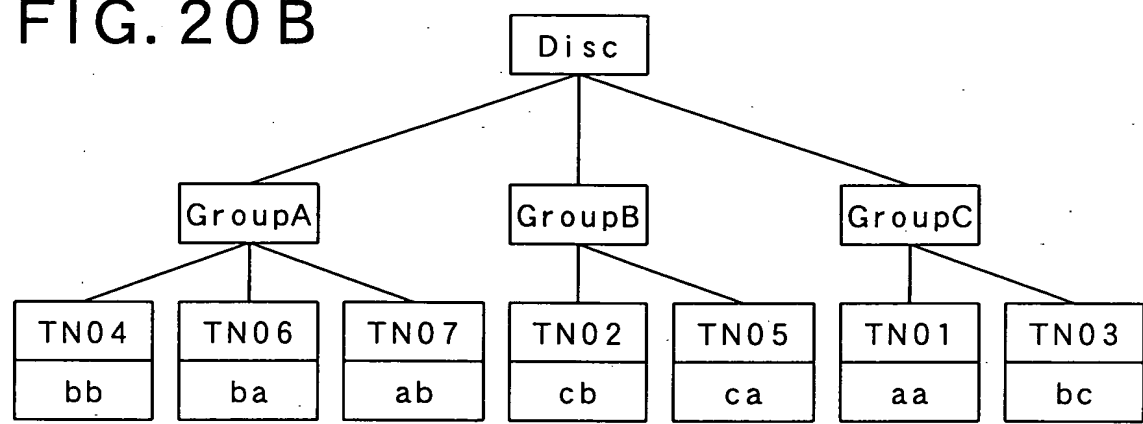 FIG. 20B
Disc
GroupA GroupB GroupC
TN04 TN06 TN07 TN02 TN05 TN01 TN03
bb ba ab cb ca aa bc